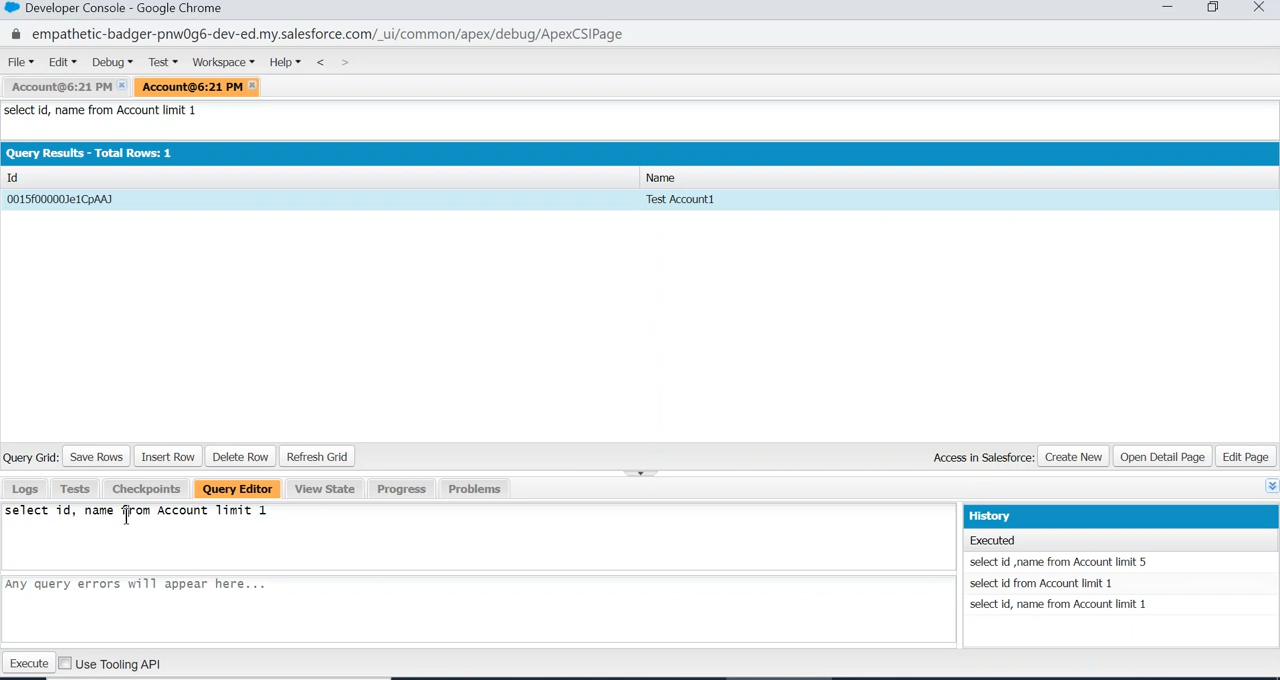 Developer Console - Google Chrome
empathetic-badger-pnw0g6-dev-ed.my.salesforce.com/_ui/common/apex/debug/ApexCSIPage
File Edit Debug Test Workspace Help < >
Account@6:21 PM Account@6:21 PM
select id, name from Account limit 1
Query Results - Total Rows: 1
Id Name
0015f00000Je1CpAAJ Test Account1
Query Grid: Save Rows Insert Row Delete Row Refresh Grid Access in Salesforce: Create New Open Detail Page Edit Page
Logs Tests Checkpoints Query Editor View State Progress Problems
select id, name from Account limit 1
History
Executed
select id ,name from Account limit 5
select id from Account limit 1
select id, name from Account limit 1
Any query errors will appear here...
Execute Use Tooling API